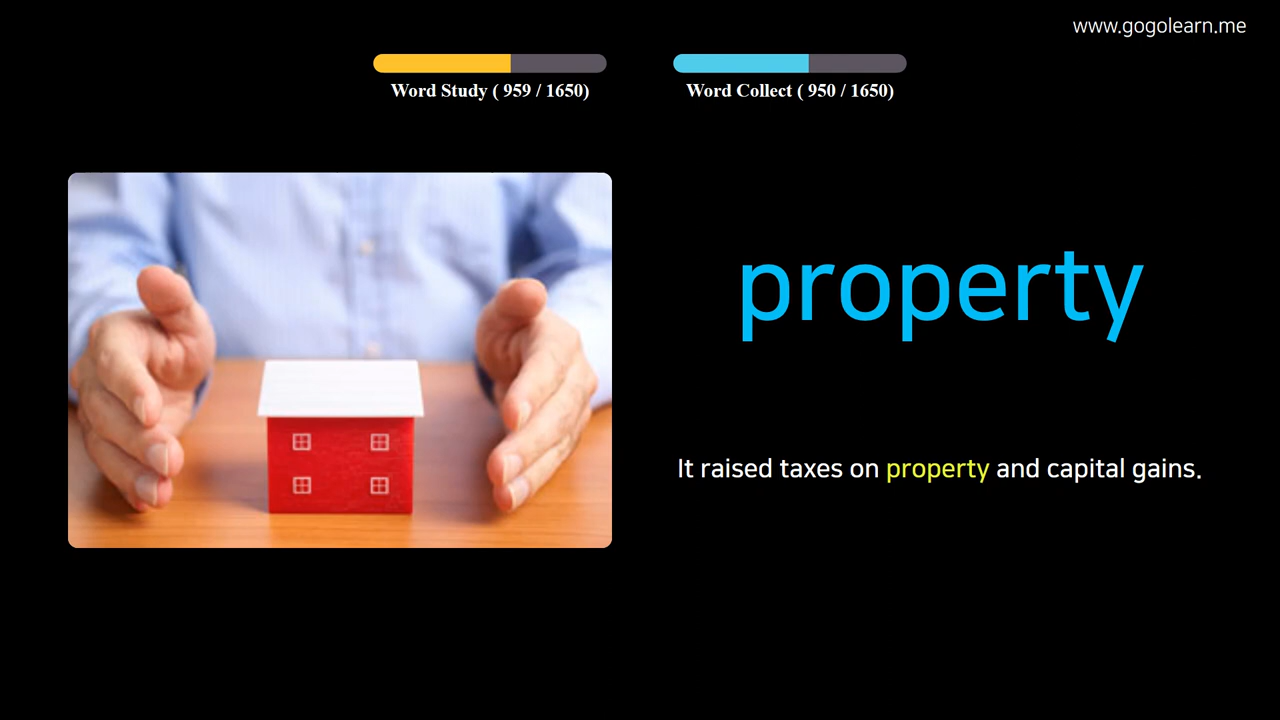 www.gogolearn.me
Word Study ( 959 / 1650)
Word Collect ( 950 / 1650)
property
It raised taxes on property and capital gains.